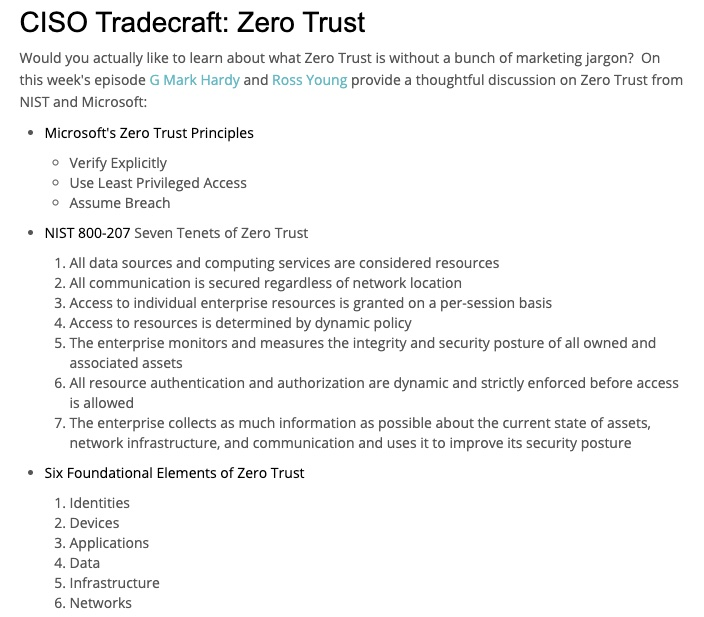 CISO Tradecraft: Zero Trust
Would you actually like to learn about what Zero Trust is without a bunch of marketing jargon?  On
this week's episode G Mark Hardy and Ross Young provide a thoughtful discussion on Zero Trust from
NIST and Microsoft:
• Microsoft's Zero Trust Principles
○ Verify Explicitly
○ Use Least Privileged Access
○ Assume Breach
• NIST 800-207 Seven Tenets of Zero Trust
1. All data sources and computing services are considered resources
2. All communication is secured regardless of network location
3. Access to individual enterprise resources is granted on a per-session basis
4. Access to resources is determined by dynamic policy
5. The enterprise monitors and measures the integrity and security posture of all owned and
associated assets
6. All resource authentication and authorization are dynamic and strictly enforced before access
is allowed
7. The enterprise collects as much information as possible about the current state of assets,
network infrastructure, and communication and uses it to improve its security posture
• Six Foundational Elements of Zero Trust
1. Identities
2. Devices
3. Applications
4. Data
5. Infrastructure
6. Networks